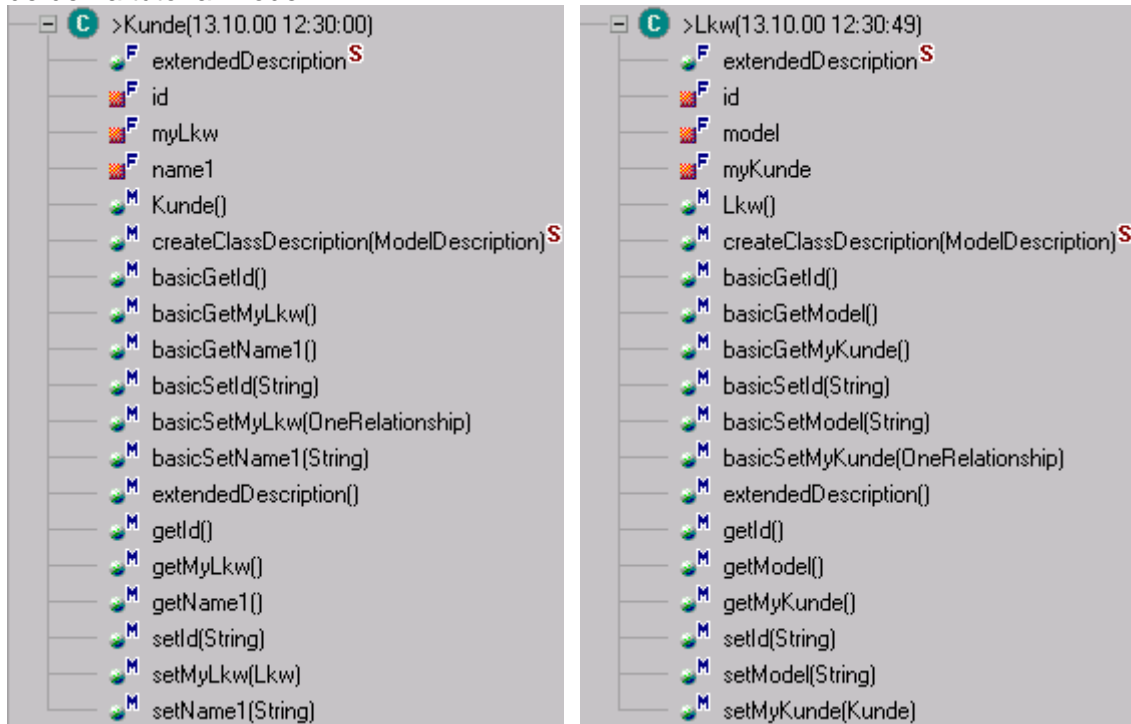 >Kunde(13.10.00 12:30:00)
F extendedDescription S
F id
F myLkw
F name1
M Kunde()
M createClassDescription(ModelDescription) S
M basicGetId()
M basicGetMyLkw()
M basicGetName1()
M basicSetId(String)
M basicSetMyLkw(OneRelationship)
M basicSetName1(String)
M extendedDescription()
M getId()
M getMyLkw()
M getName1()
M setId(String)
M setMyLkw(Lkw)
M setName1(String)
C >Lkw(13.10.00 12:30:49)
F extendedDescription S
F id
F model
F myKunde
M Lkw()
M createClassDescription(ModelDescription) S
M basicGetId()
M basicGetModel()
M basicGetMyKunde()
M basicSetId(String)
M basicSetModel(String)
M basicSetMyKunde(OneRelationship)
M extendedDescription()
M getId()
M getModel()
M getMyKunde()
M setId(String)
M setModel(String)
M setMyKunde(Kunde)